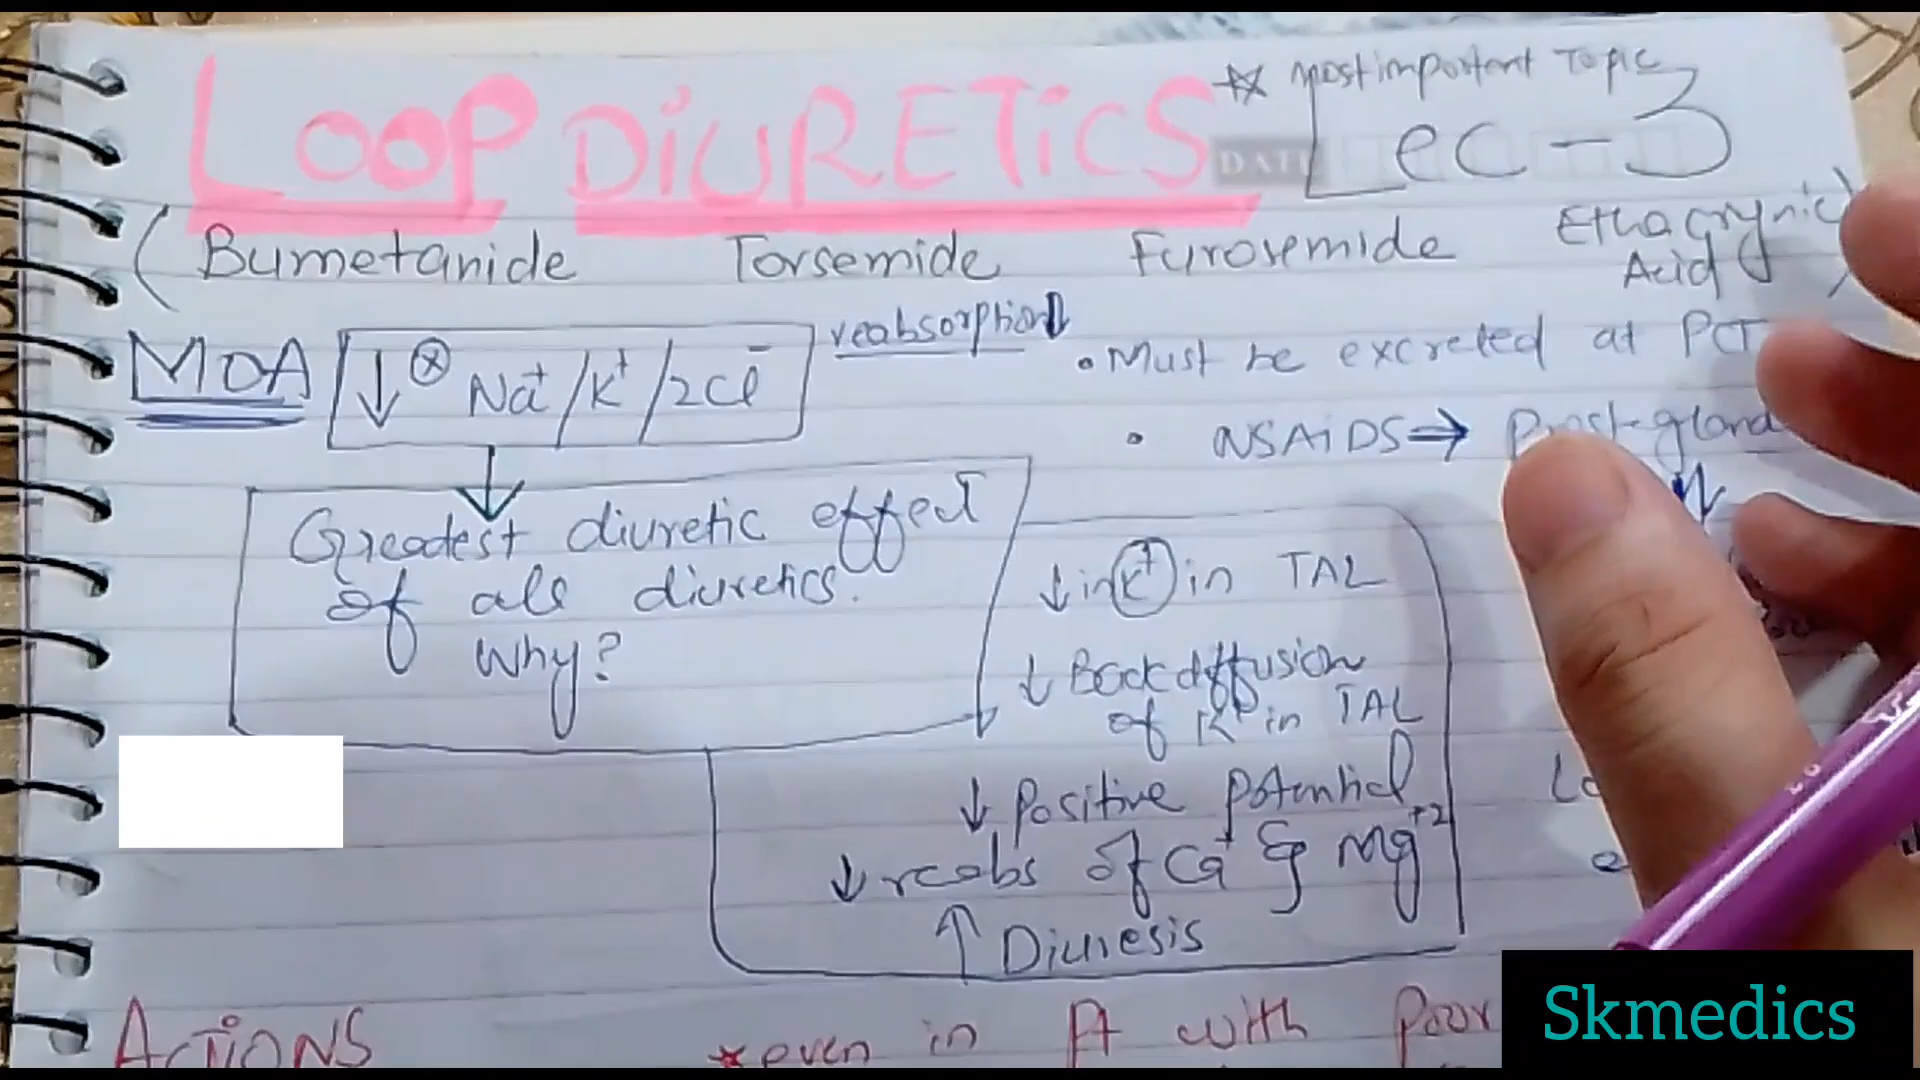 LOOP DIURETICS
Most important Topic
DATE
Lec-3
(Bumetanide Torsemide Furosemide Ethacrynic Acid)
MOA ↓⊗ Na⁺/K⁺/2Cl⁻ reabsorption↓
• Must be excreted at PCT
• NSAIDS⇒
Greatest diuretic effect
of all diuretics.
Why?
↓ in K⁺ in TAL
↓ Back diffusion
of K⁺ in TAL
↓ Positive potential
↓ reabs of Ca⁺ & Mg⁺²
↑ Diuresis
ACTIONS
*even in Pt with Poor
Skmedics